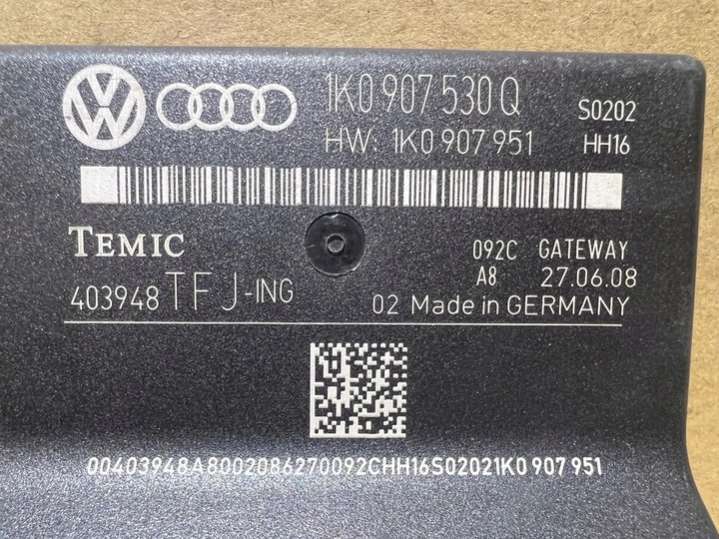 1K0 907 530 Q S0202
HW: 1K0 907 951 HH16
TEMIC 092C GATEWAY
A8 27.06.08
403948 TFJ-ING 02 Made in GERMANY
00403948A8002086270092CHH16S02021K0 907 951